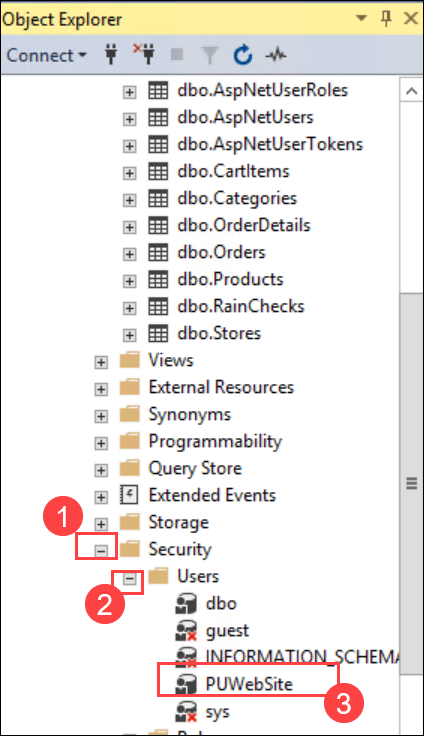 Object Explorer
Connect
dbo.AspNetUserRoles
dbo.AspNetUsers
dbo.AspNetUserTokens
dbo.CartItems
dbo.Categories
dbo.OrderDetails
dbo.Orders
dbo.Products
dbo.RainChecks
dbo.Stores
Views
External Resources
Synonyms
Programmability
Query Store
Extended Events
Storage
1
Security
Users
2
dbo
guest
INFORMATION_SCHEMA
PUWebSite
3
sys